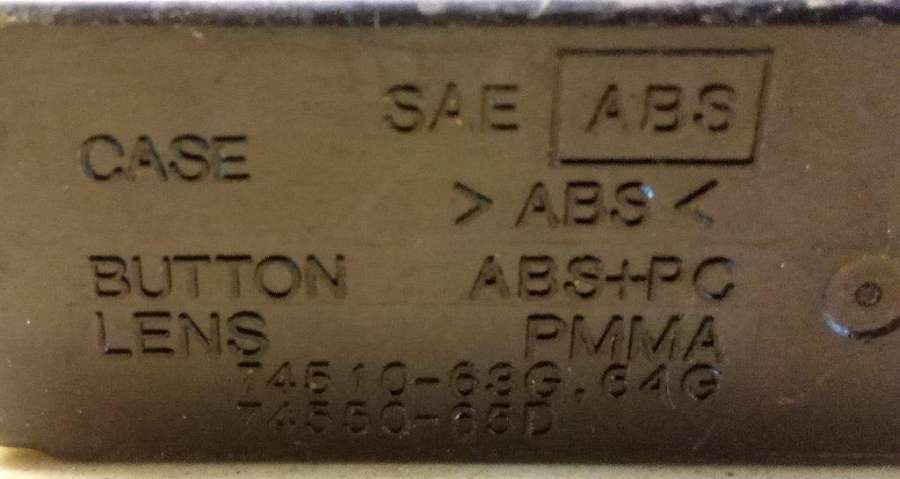 SAE ABS
CASE
>ABS<
BUTTON ABS+PC
LENS PMMA
74510-63G.64G
74550-65D